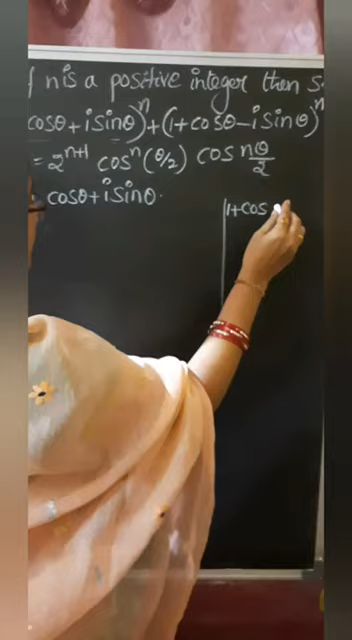 f n is a positive integer then S
cosθ+isinθ)^n+(1+cosθ-isinθ)^n
=2^{n+1} cos^n(θ/2) cos nθ/2
= cosθ+isinθ.
1+cos